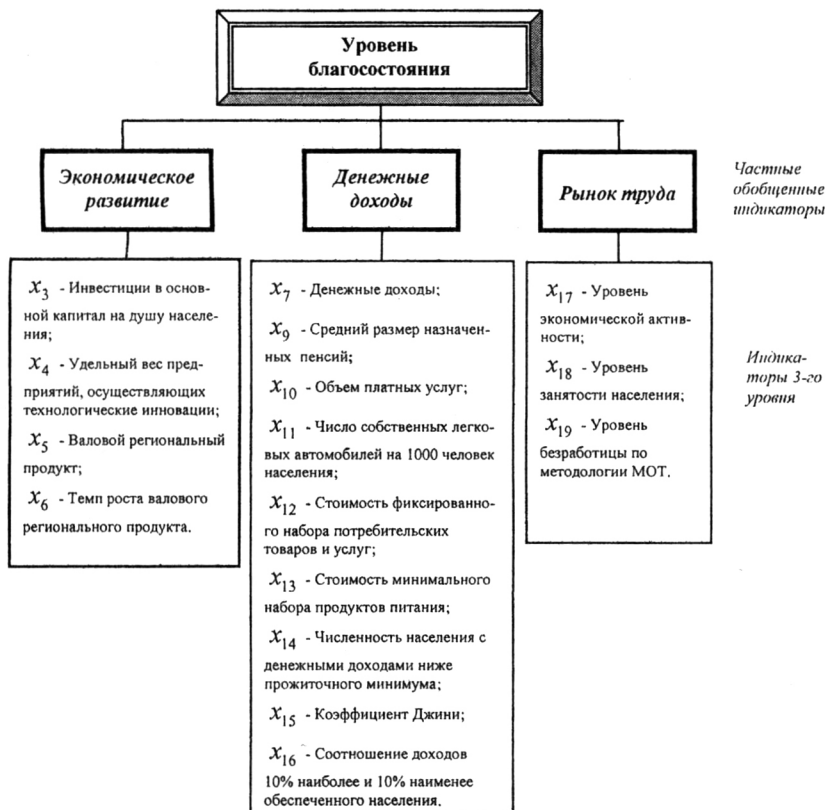 Уровень
благосостояния
Экономическое
развитие
Денежные
доходы
Рынок труда
Частные
обобщенные
индикаторы
x3 - Инвестиции в основ-
ной капитал на душу населе-
ния;
x4 - Удельный вес пред-
приятий, осуществляющих
технологические инновации;
x5 - Валовой региональный
продукт;
x6 - Темп роста валового
регионального продукта.
x7 - Денежные доходы;
x9 - Средний размер назначен-
ных пенсий;
x10 - Объем платных услуг;
x11 - Число собственных легко-
вых автомобилей на 1000 человек
населения;
x12 - Стоимость фиксированно-
го набора потребительских
товаров и услуг;
x13 - Стоимость минимального
набора продуктов питания;
x14 - Численность населения с
денежными доходами ниже
прожиточного минимума;
x15 - Коэффициент Джини;
x16 - Соотношение доходов
10% наиболее и 10% наименее
обеспеченного населения.
x17 - Уровень
экономической актив-
ности;
x18 - Уровень
занятости населения;
x19 - Уровень
безработицы по
методологии МОТ.
Индика-
торы 3-го
уровня